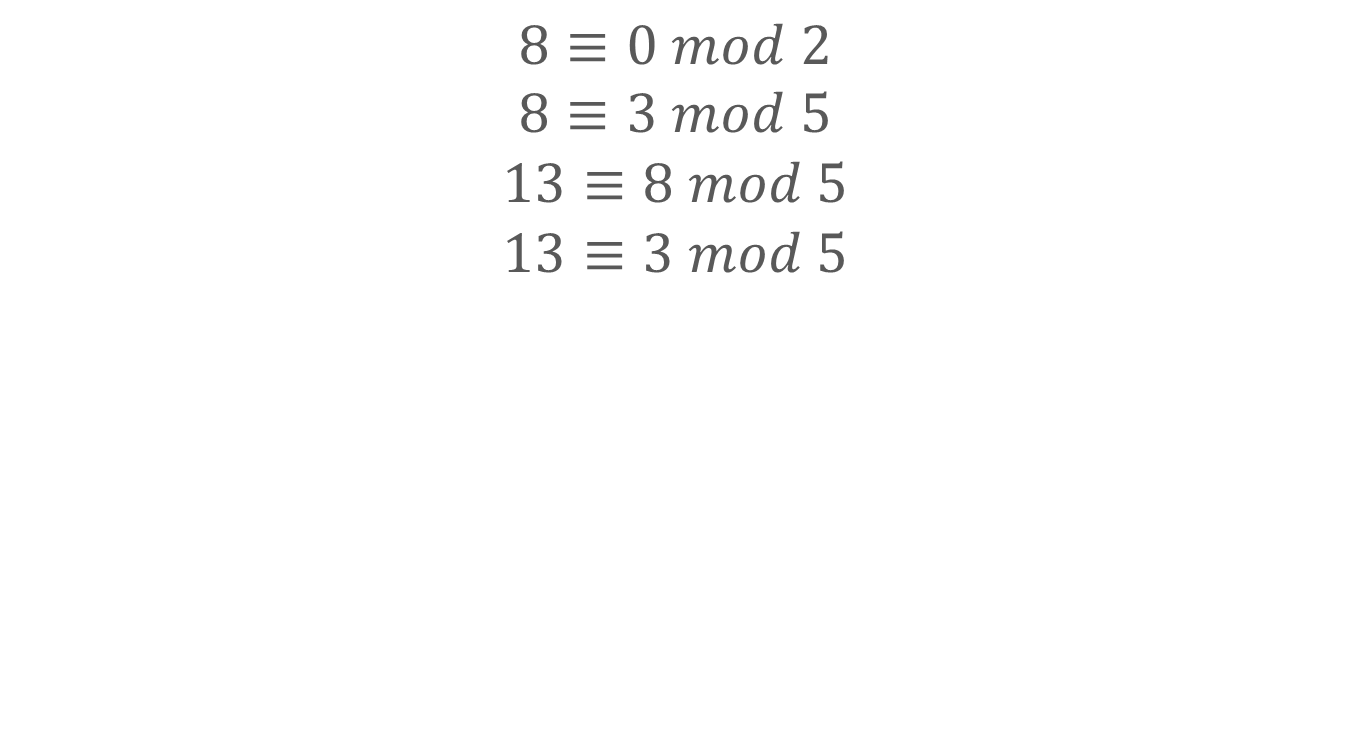 8 ≡ 0 mod 2
8 ≡ 3 mod 5
13 ≡ 8 mod 5
13 ≡ 3 mod 5